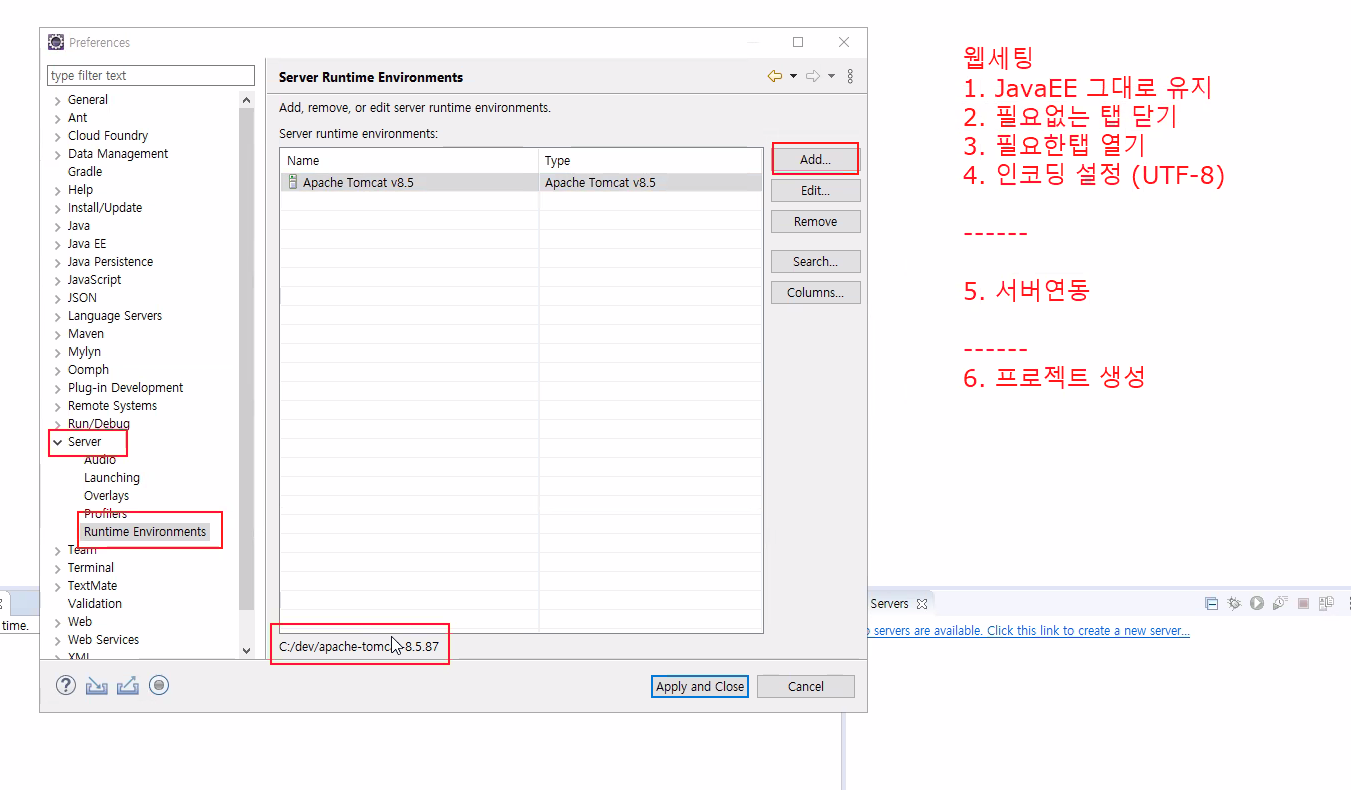 Preferences
type filter text
General
Ant
Cloud Foundry
Data Management
Gradle
Help
Install/Update
Java
Java EE
Java Persistence
JavaScript
JSON
Language Servers
Maven
Mylyn
Oomph
Plug-in Development
Remote Systems
Run/Debug
Server
Audio
Launching
Overlays
Profilers
Runtime Environments
Team
Terminal
TextMate
Validation
Web
Web Services
XML
Server Runtime Environments
Add, remove, or edit server runtime environments.
Server runtime environments:
Name Type
Apache Tomcat v8.5 Apache Tomcat v8.5
Add...
Edit...
Remove
Search...
Columns...
C:/dev/apache-tomcat-8.5.87
Apply and Close
Cancel
웹세팅
1. JavaEE 그대로 유지
2. 필요없는 탭 닫기
3. 필요한탭 열기
4. 인코딩 설정 (UTF-8)
------
5. 서버연동
------
6. 프로젝트 생성
time.
Servers
servers are available. Click this link to create a new server...